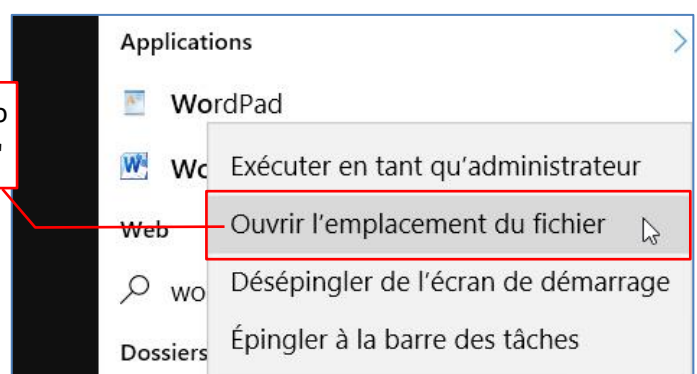 Applications
WordPad
Exécuter en tant qu'administrateur
Ouvrir l'emplacement du fichier
Web
wo
Désépingler de l'écran de démarrage
Épingler à la barre des tâches
Dossiers